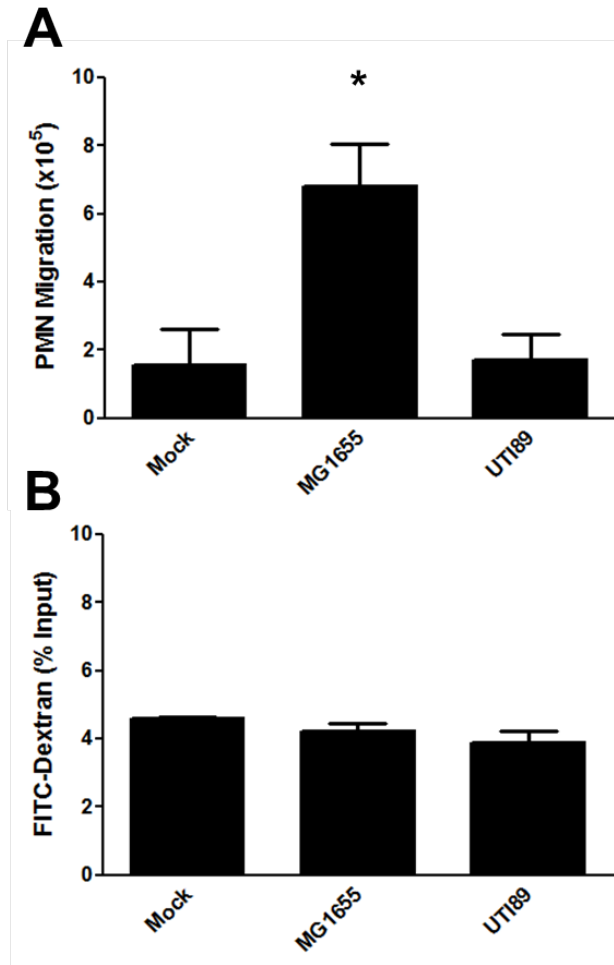 A
10
*
8
6
4
2
0
PMN Migration (x10⁵)
Mock
MG1655
UTI89
B
10
8
6
4
2
0
FITC-Dextran (% Input)
Mock
MG1655
UTI89